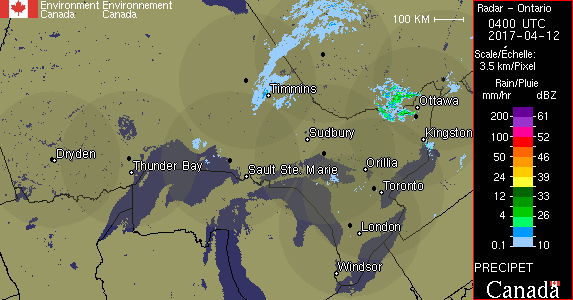 Environment Environnement
Canada Canada
100 KM
Timmins
Ottawa
Sudbury
Kingston
Dryden
Thunder Bay
Sault Ste. Marie
Orillia
Toronto
London
Windsor
Radar - Ontario
0400 UTC
2017-04-12
Scale/Échelle:
3.5 km/Pixel
Rain/Pluie
mm/hr dBZ
200 61
100 52
50 46
24 39
12 33
4 26
0.1 10
PRECIPET
Canada